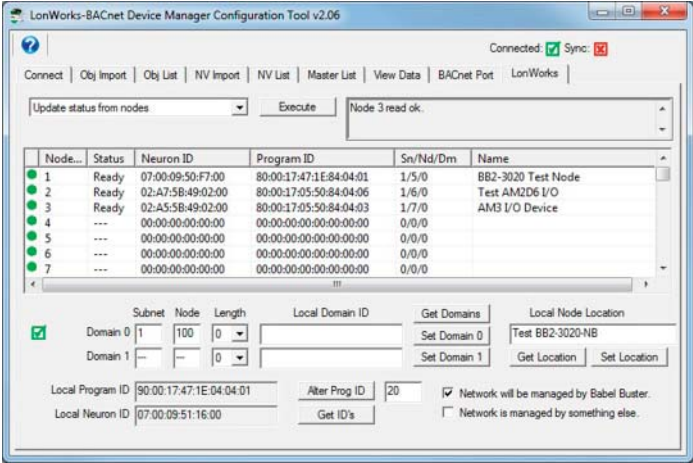 LonWorks-BACnet Device Manager Configuration Tool v2.06
Connected: Sync:
Connect Obj Import Obj List NV Import NV List Master List View Data BACnet Port LonWorks
Update status from nodes Execute Node 3 read ok.
Node... Status Neuron ID Program ID Sn/Nd/Dm Name
1 Ready 07:00:09:50:F7:00 80:00:17:47:1E:84:04:01 1/5/0 BB2-3020 Test Node
2 Ready 02:A7:5B:49:02:00 80:00:17:05:50:84:04:06 1/6/0 Test AM2D6 I/O
3 Ready 02:A5:5B:49:02:00 80:00:17:05:50:84:04:03 1/7/0 AM3 I/O Device
4 --- 00:00:00:00:00:00 00:00:00:00:00:00:00:00 0/0/0
5 --- 00:00:00:00:00:00 00:00:00:00:00:00:00:00 0/0/0
6 --- 00:00:00:00:00:00 00:00:00:00:00:00:00:00 0/0/0
7 --- 00:00:00:00:00:00 00:00:00:00:00:00:00:00 0/0/0
Subnet Node Length Local Domain ID Get Domains Local Node Location
Domain 0 1 100 0 Set Domain 0 Test BB2-3020-NB
Domain 1 --- --- 0 Set Domain 1 Get Location Set Location
Local Program ID 90:00:17:47:1E:04:04:01 Alter Prog ID 20 Network will be managed by Babel Buster.
Local Neuron ID 07:00:09:51:16:00 Get ID's Network is managed by something else.